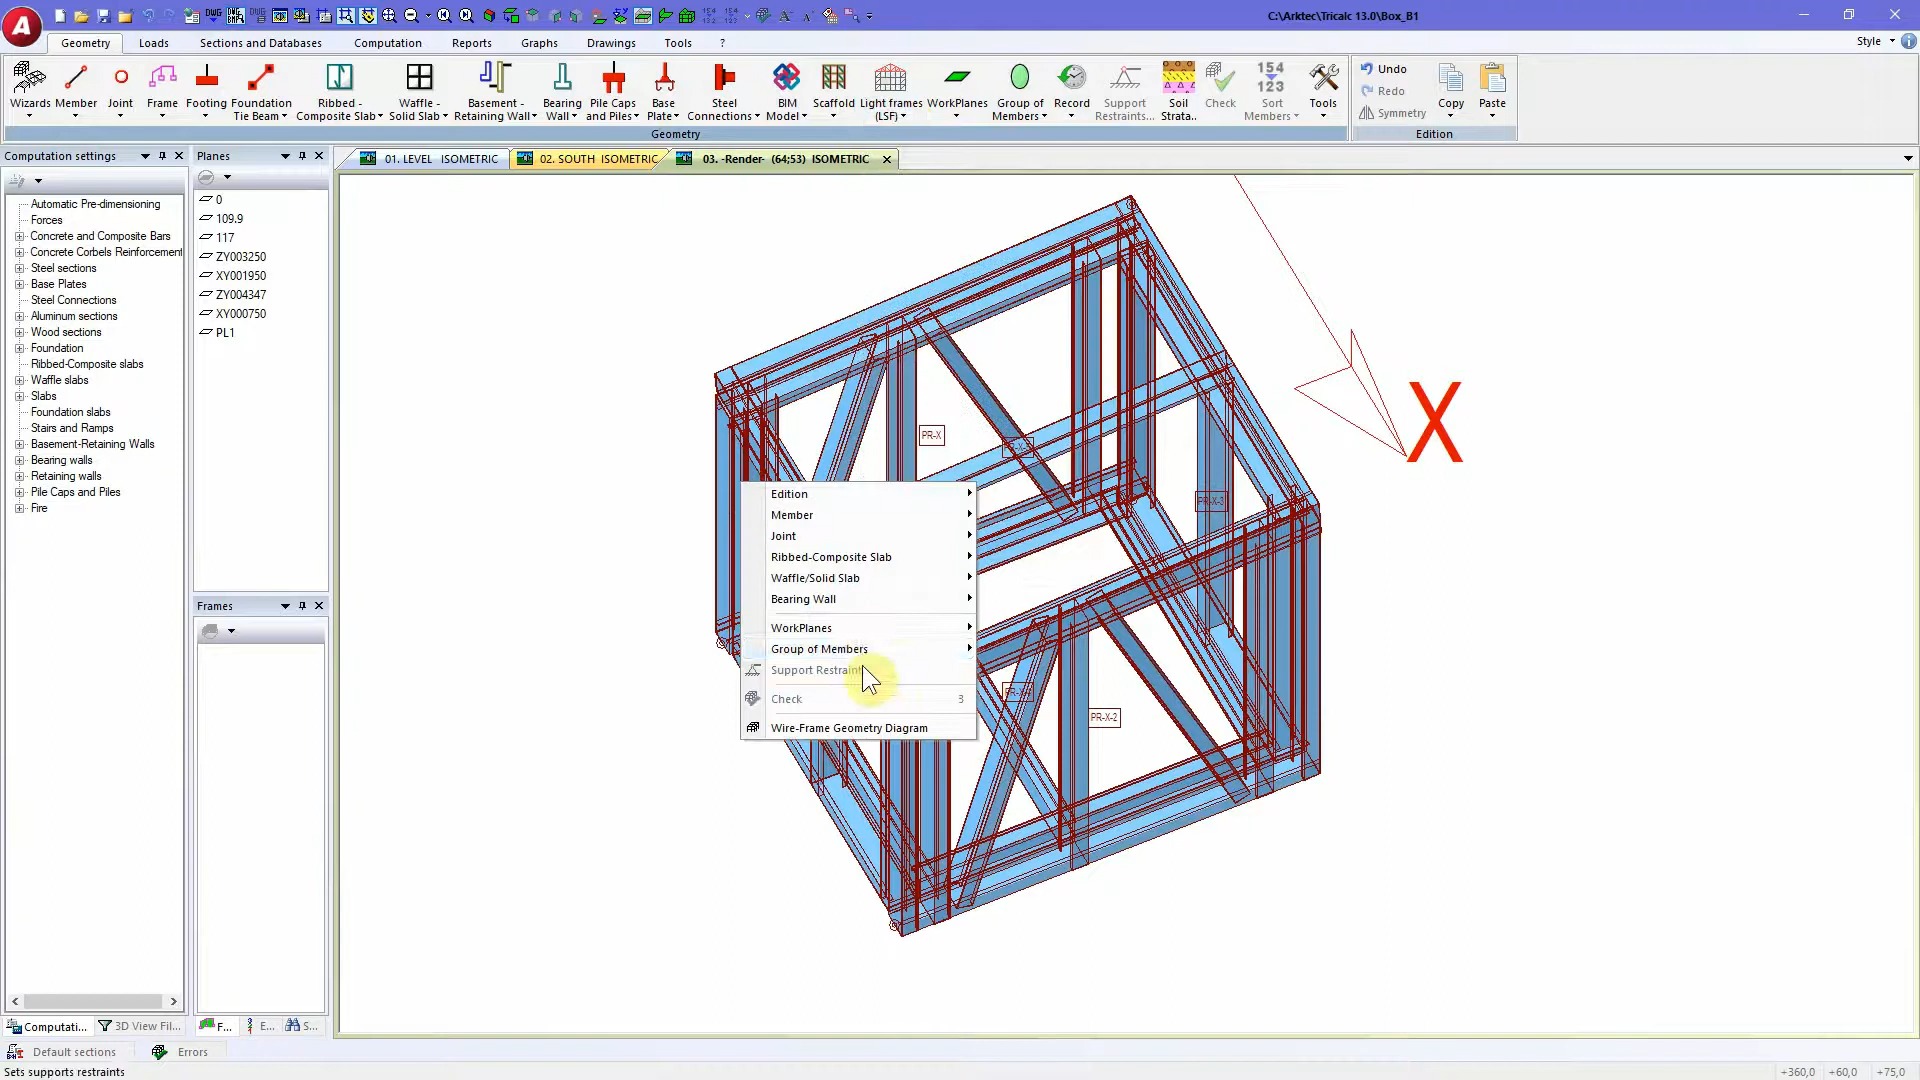 C:\Arktec\Tricalc 13.0\Box_B1
Geometry
Loads
Sections and Databases
Computation
Reports
Graphs
Drawings
Tools
?
Style
Wizards
Member
Joint
Frame
Footing
Foundation Tie Beam
Ribbed - Composite Slab
Waffle - Solid Slab
Basement - Retaining Wall
Bearing Wall
Pile Caps and Piles
Base Plate
Steel Connections
BIM Model
Scaffold
Light frames (LSF)
WorkPlanes
Group of Members
Record
Support Restraints...
Soil Strata..
Check
154
123
Sort Members
Tools
Undo
Redo
Symmetry
Copy
Paste
Geometry
Edition
Computation settings
Planes
01. LEVEL ISOMETRIC
02. SOUTH ISOMETRIC
03. -Render- (64;53) ISOMETRIC
Automatic Pre-dimensioning
Forces
Concrete and Composite Bars
Concrete Corbels Reinforcement
Steel sections
Base Plates
Steel Connections
Aluminum sections
Wood sections
Foundation
Ribbed-Composite slabs
Waffle slabs
Slabs
Foundation slabs
Stairs and Ramps
Basement-Retaining Walls
Bearing walls
Retaining walls
Pile Caps and Piles
Fire
0
109.9
117
ZY003250
XY001950
ZY004347
XY000750
PL1
Frames
PR-X
PR-X-3
PR-X-2
X
Edition
Member
Joint
Ribbed-Composite Slab
Waffle/Solid Slab
Bearing Wall
WorkPlanes
Group of Members
Support Restraint
Check 3
Wire-Frame Geometry Diagram
Computati...
3D View Fil...
F...
E...
S...
Default sections
Errors
Sets supports restraints
+360,0
+60,0
+75,0